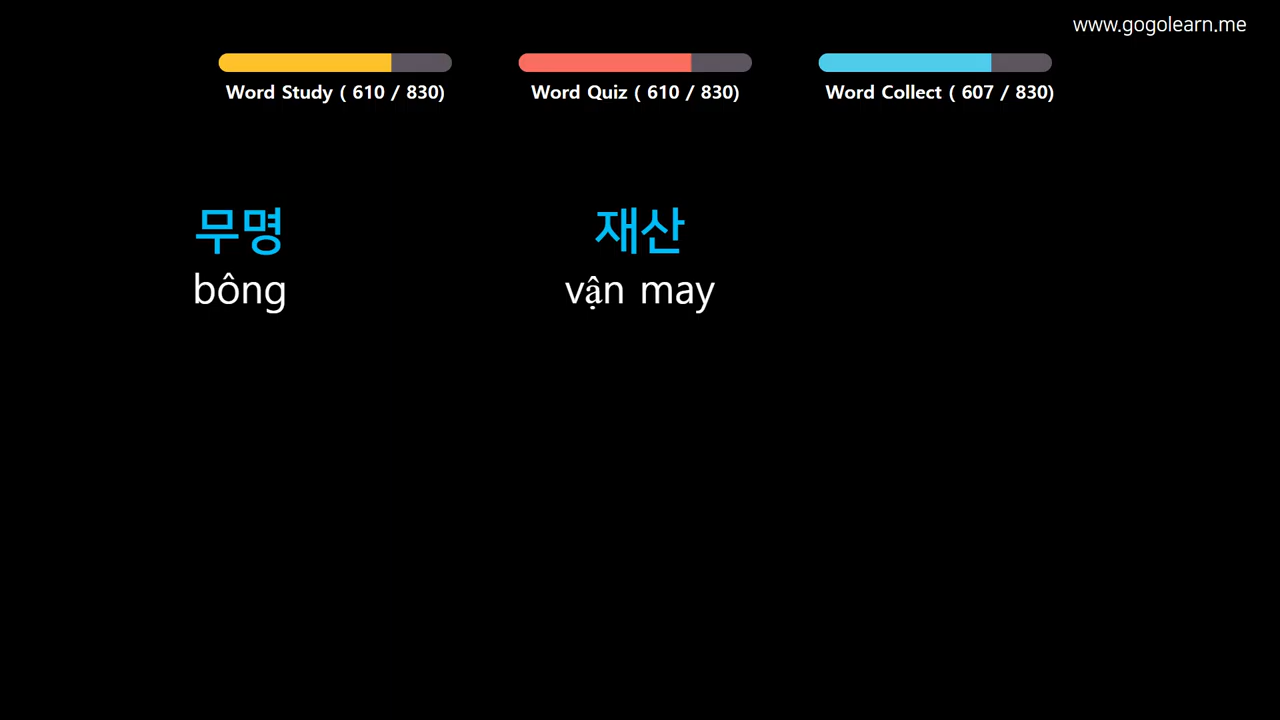 www.gogolearn.me
Word Study ( 610 / 830)
Word Quiz ( 610 / 830)
Word Collect ( 607 / 830)
무명
bông
재산
vận may